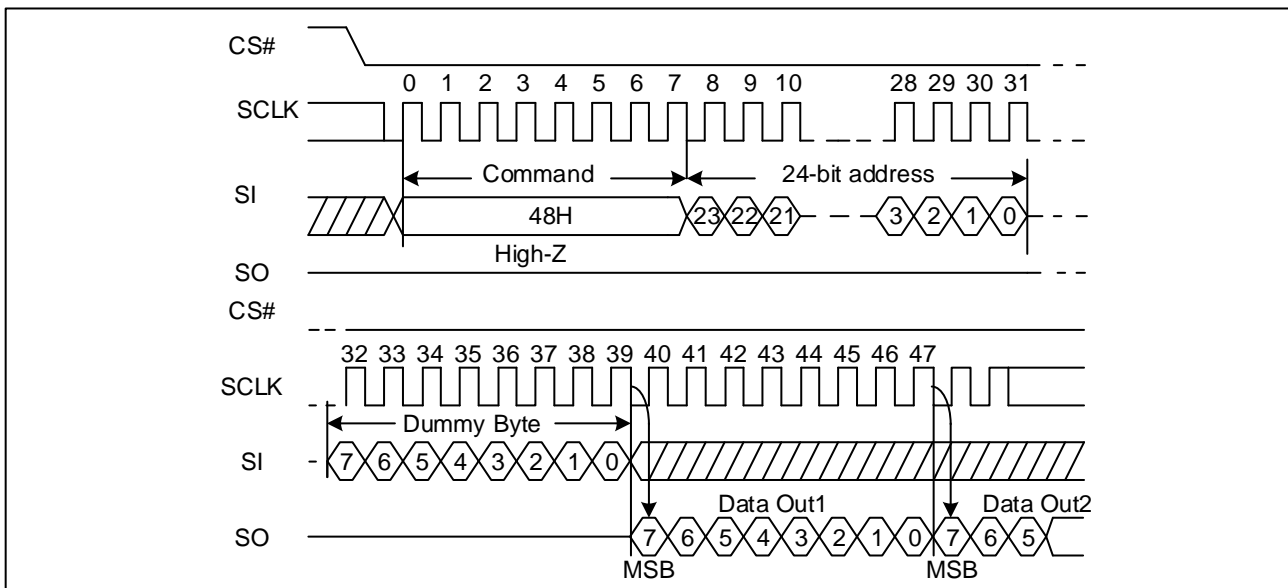 CS#
0 1 2 3 4 5 6 7 8 9 10 28 29 30 31
SCLK
Command 24-bit address
SI
48H 23 22 21 3 2 1 0
High-Z
SO
CS#
32 33 34 35 36 37 38 39 40 41 42 43 44 45 46 47
SCLK
Dummy Byte
SI 7 6 5 4 3 2 1 0
Data Out1 Data Out2
SO 7 6 5 4 3 2 1 0 7 6 5
MSB MSB